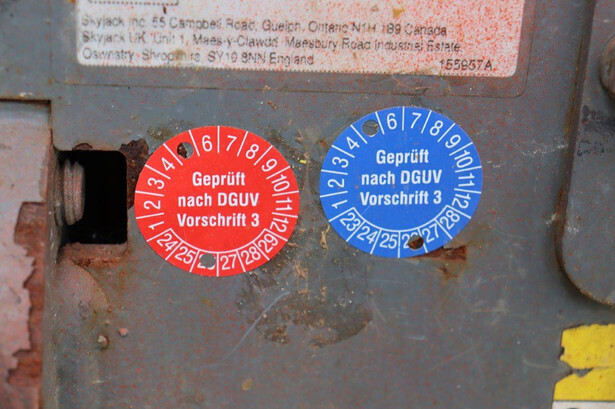 Skyjack Inc. 55 Campbell Road, Guelph, Ontario N1H 1B9 Canada
Skyjack UK Unit 1, Maes-y-Clawdd, Maesbury Road Industrial Estate,
Oswestry Shropshire, SY10 8NN England
155957A
1 2 3 4 6 7 8 9 10 11 12
Geprüft
nach DGUV
Vorschrift 3
24 25 27 28 29
1 2 3 4 6 7 8 9 10 11 12
Geprüft
nach DGUV
Vorschrift 3
23 24 25 27 28